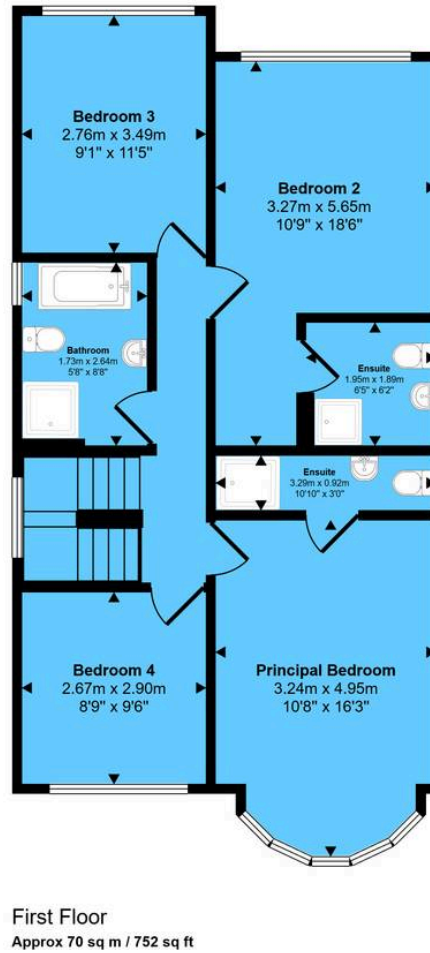 Bedroom 3
2.76m x 3.49m
9'1" x 11'5"
Bedroom 2
3.27m x 5.65m
10'9" x 18'6"
Bathroom
1.73m x 2.64m
5'8" x 8'8"
Ensuite
1.95m x 1.89m
6'5" x 6'2"
Ensuite
3.29m x 0.92m
10'10" x 3'0"
Bedroom 4
2.67m x 2.90m
8'9" x 9'6"
Principal Bedroom
3.24m x 4.95m
10'8" x 16'3"
First Floor
Approx 70 sq m / 752 sq ft